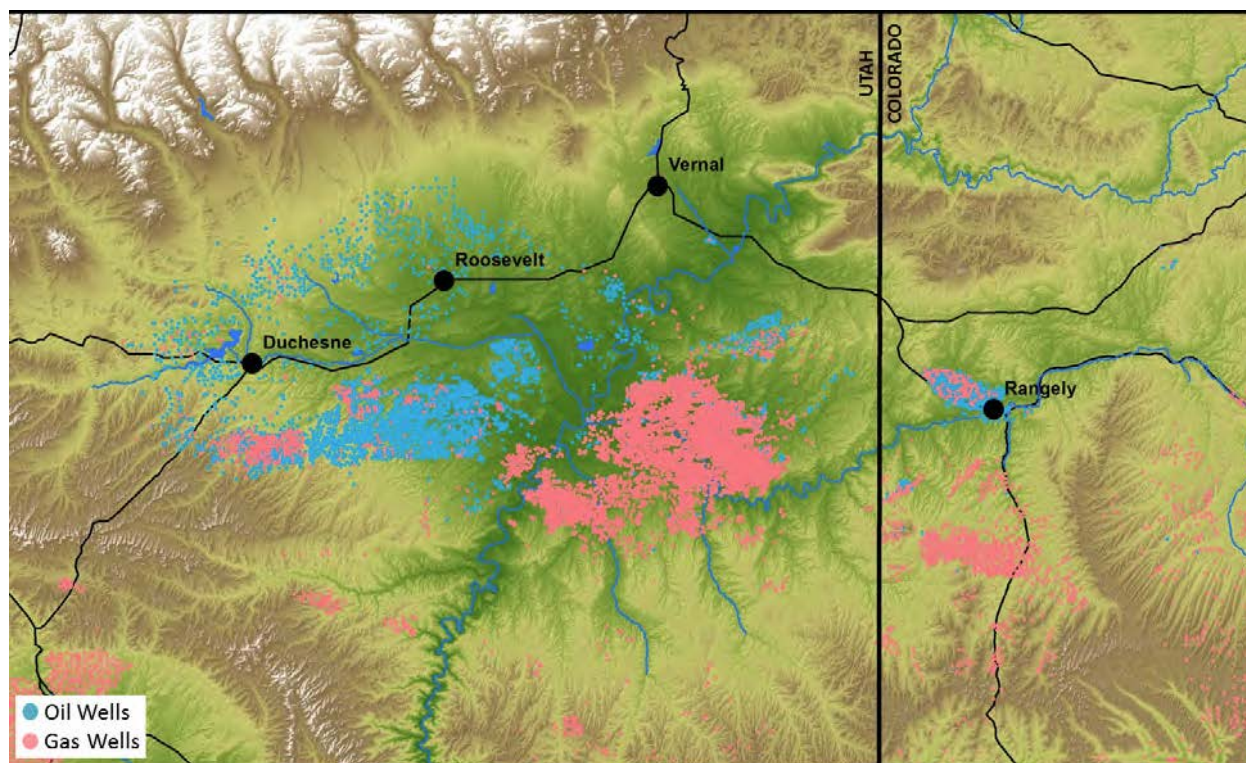 UTAH
COLORADO
Vernal
Roosevelt
Duchesne
Rangely
Oil Wells
Gas Wells